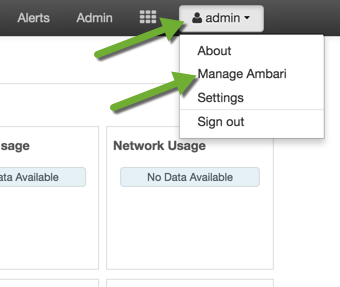 Alerts Admin admin
About
Manage Ambari
Settings
Sign out
sage Network Usage
ata Available No Data Available